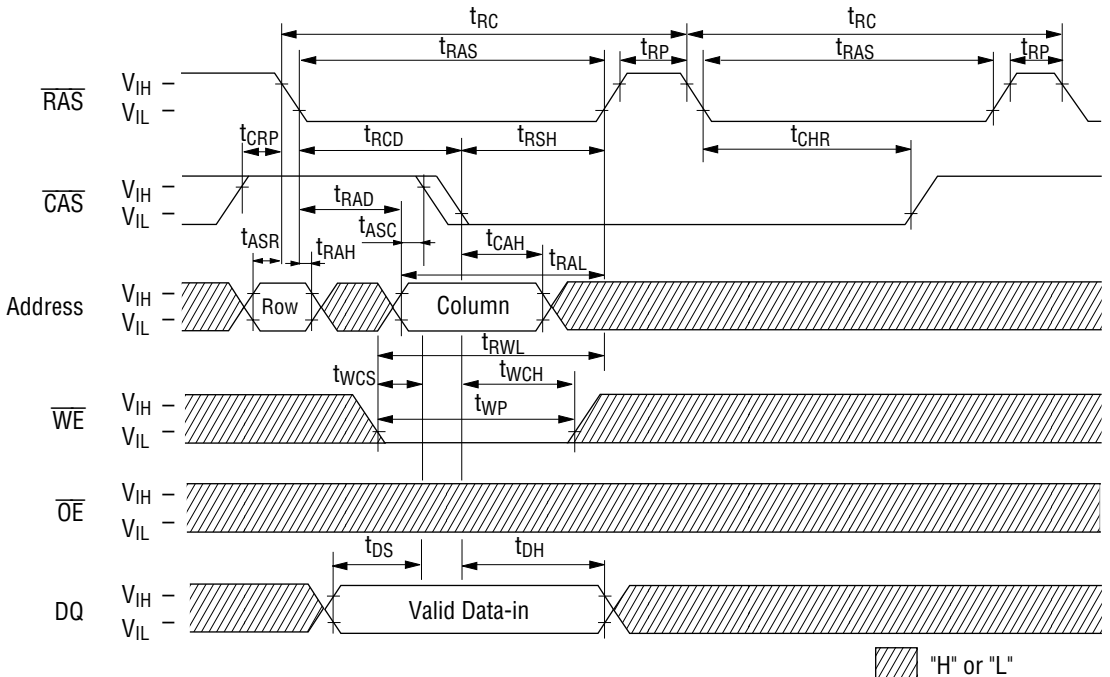 tRC tRC
tRAS tRP tRAS tRP
RAS VIH
VIL
tCRP tRCD tRSH tCHR
CAS VIH
VIL
tRAD
tASR tRAH tASC tCAH
tRAL
Address VIH
VIL
Row Column
tRWL
tWCS tWCH
tWP
WE VIH
VIL
OE VIH
VIL
tDS tDH
DQ VIH
VIL
Valid Data-in
"H" or "L"